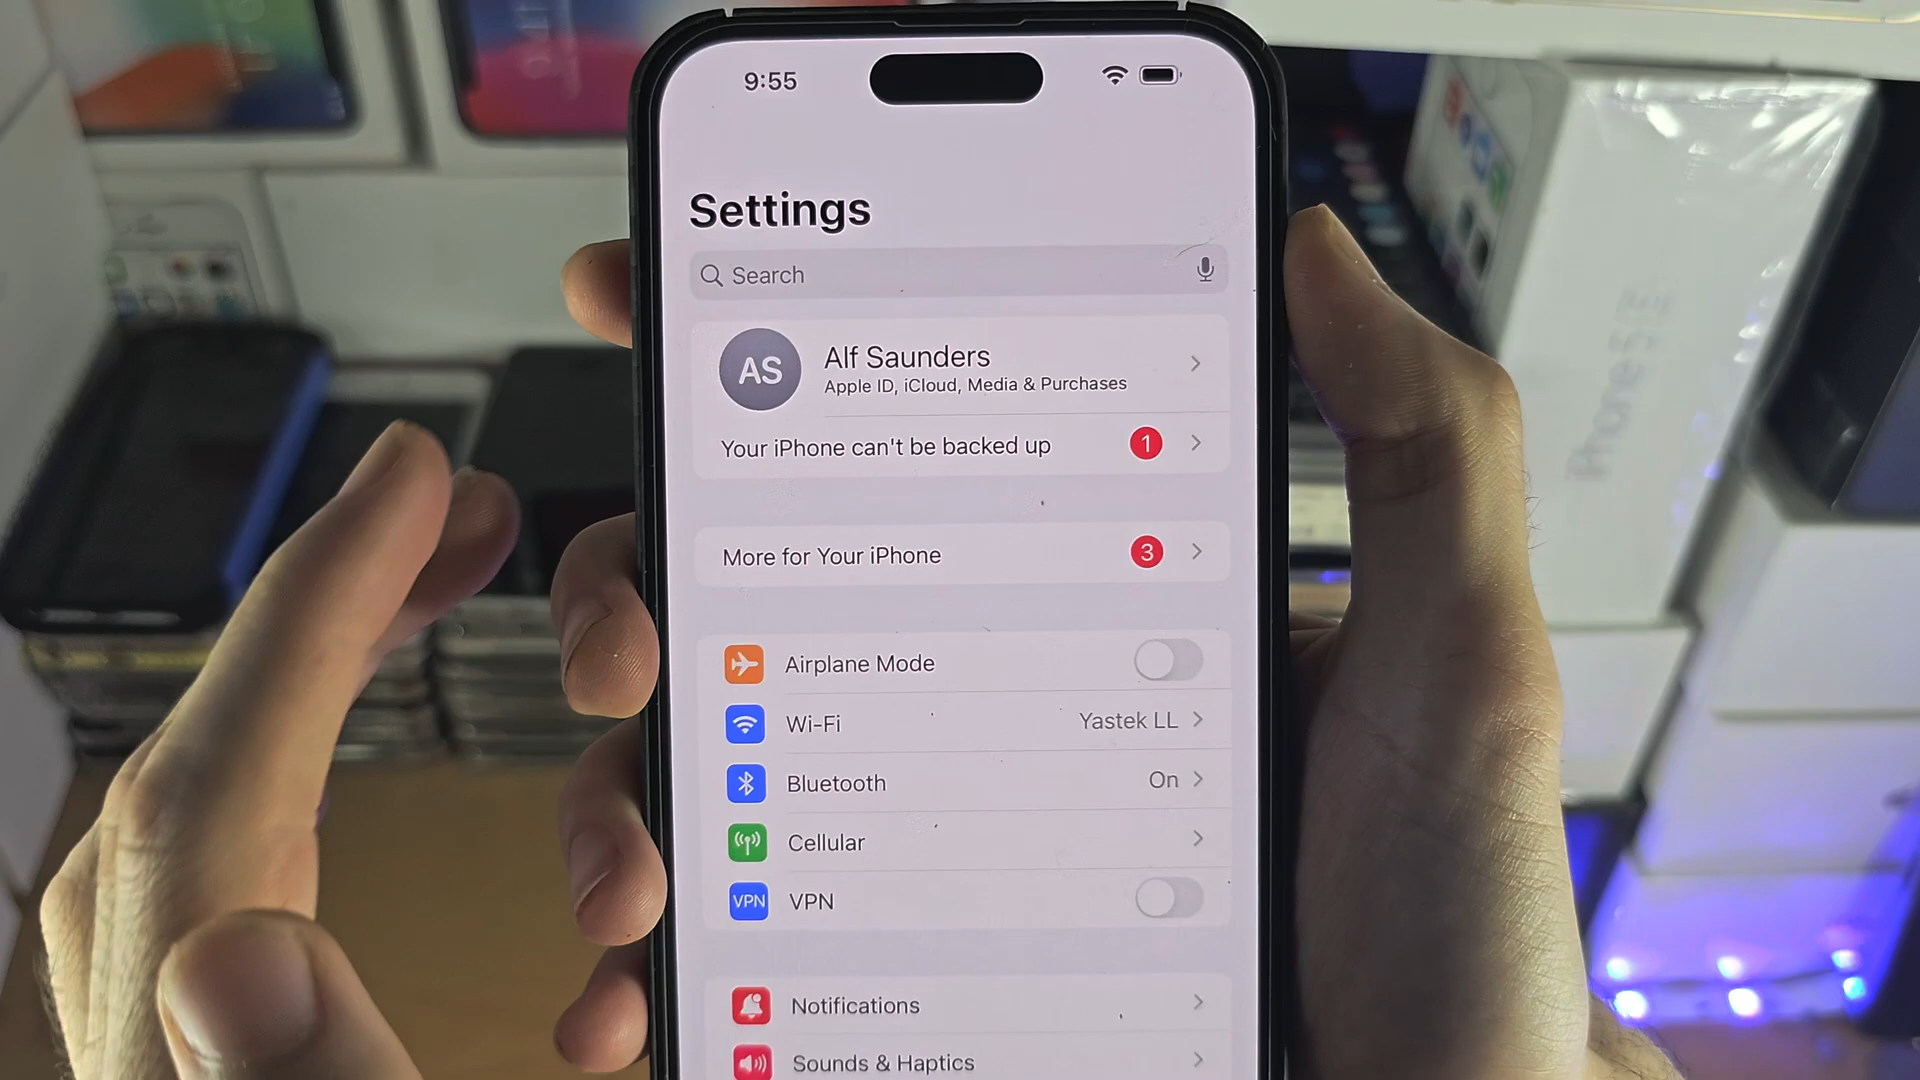 9:55
Settings
Search
AS
Alf Saunders
Apple ID, iCloud, Media & Purchases
Your iPhone can't be backed up 1
More for Your iPhone 3
Airplane Mode
Wi-Fi Yastek LL
Bluetooth On
Cellular
VPN VPN
Notifications
Sounds & Haptics
iPhone